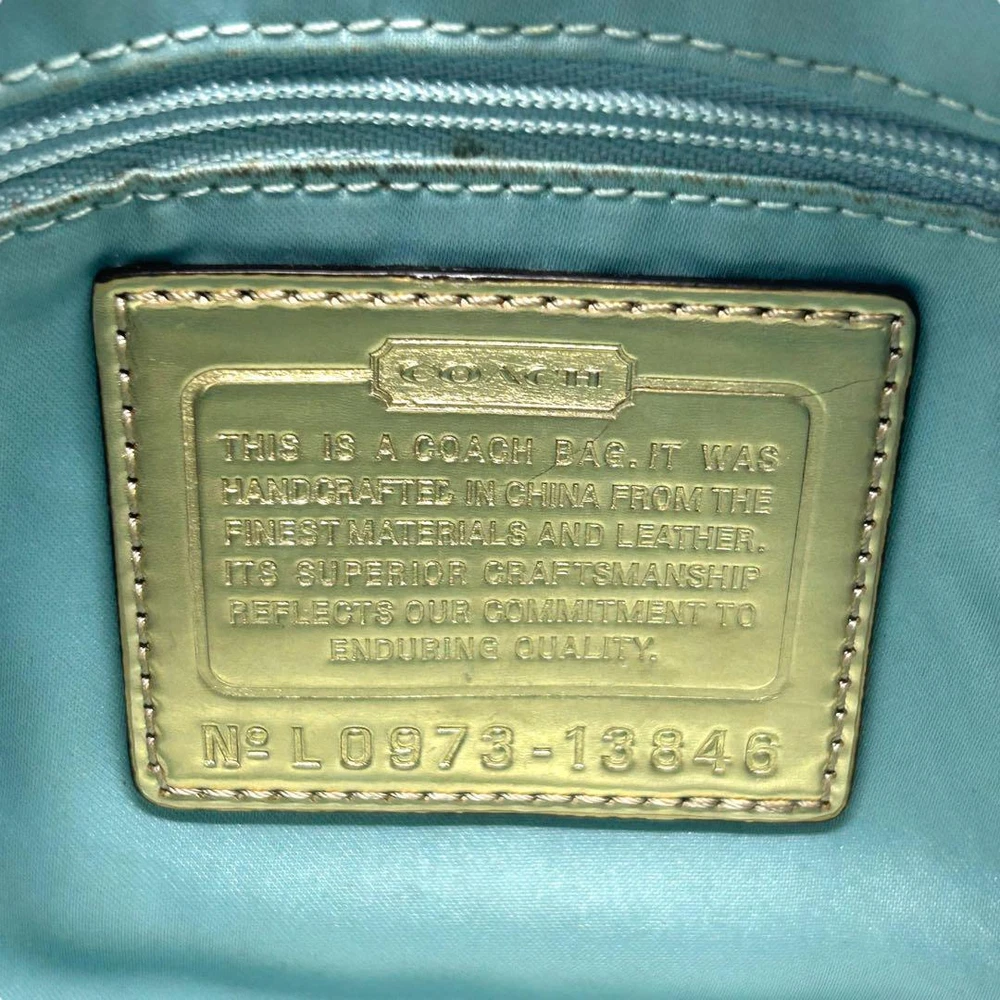 COACH
THIS IS A COACH BAG. IT WAS
HANDCRAFTED IN CHINA FROM THE
FINEST MATERIALS AND LEATHER.
ITS SUPERIOR CRAFTSMANSHIP
REFLECTS OUR COMMITMENT TO
ENDURING QUALITY.
Nº L0973-13846